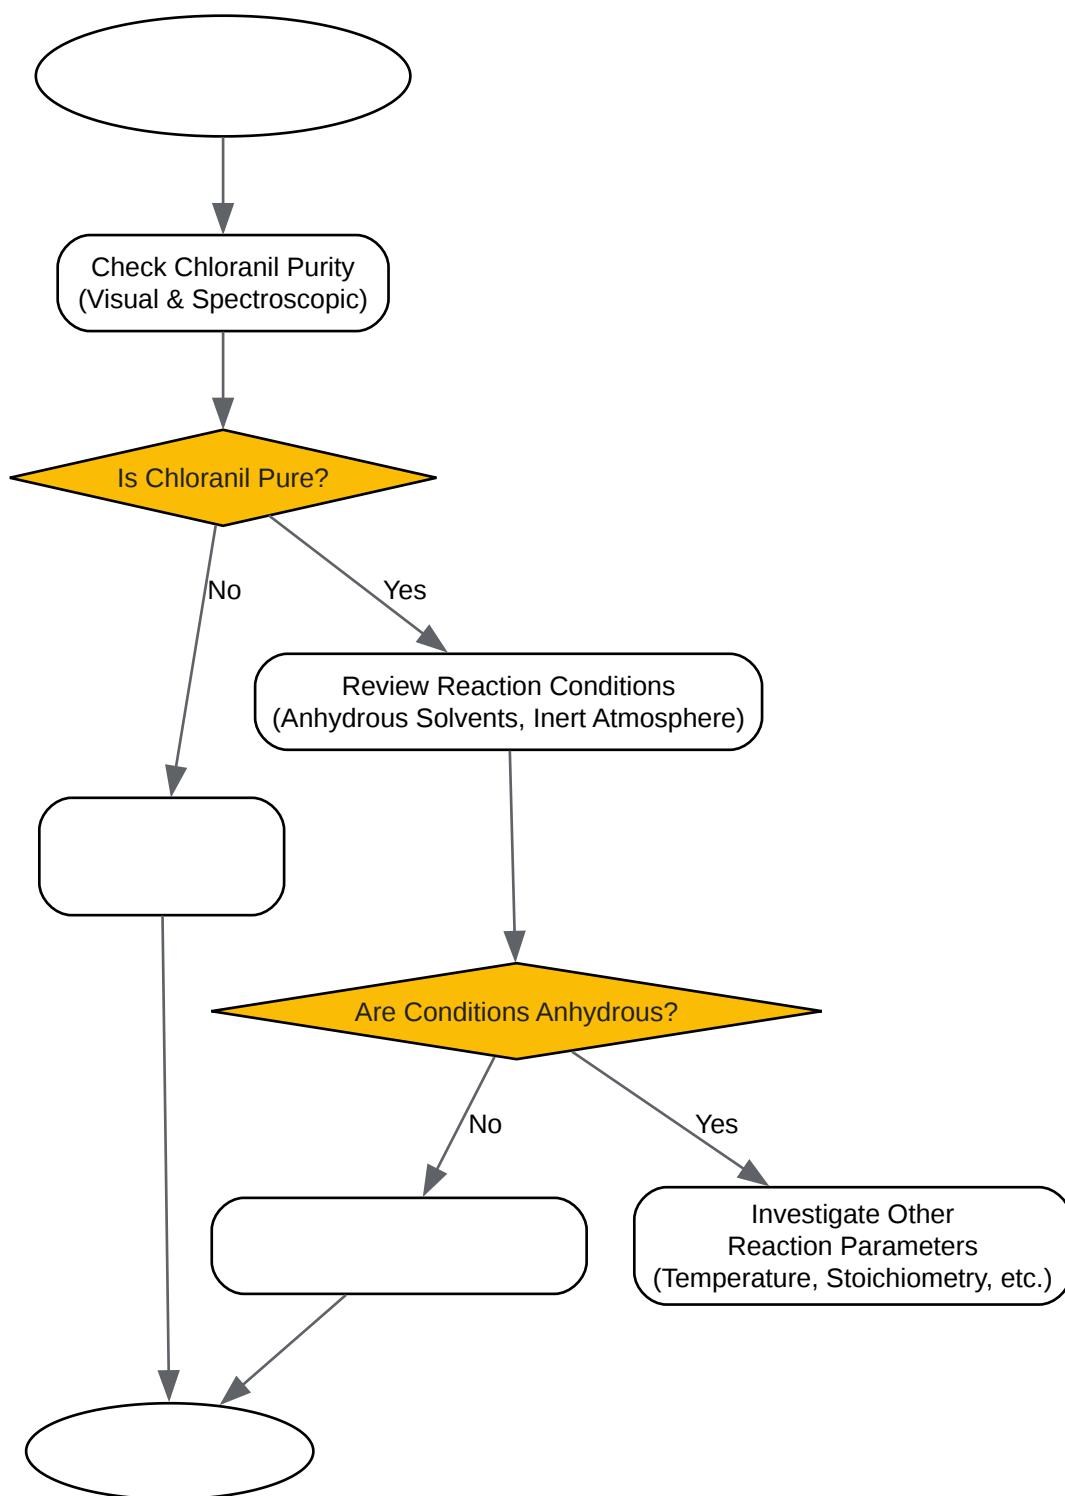 Check Chloranil Purity
(Visual & Spectroscopic)
Is Chloranil Pure?
No
Yes
Review Reaction Conditions
(Anhydrous Solvents, Inert Atmosphere)
Are Conditions Anhydrous?
No
Yes
Investigate Other
Reaction Parameters
(Temperature, Stoichiometry, etc.)